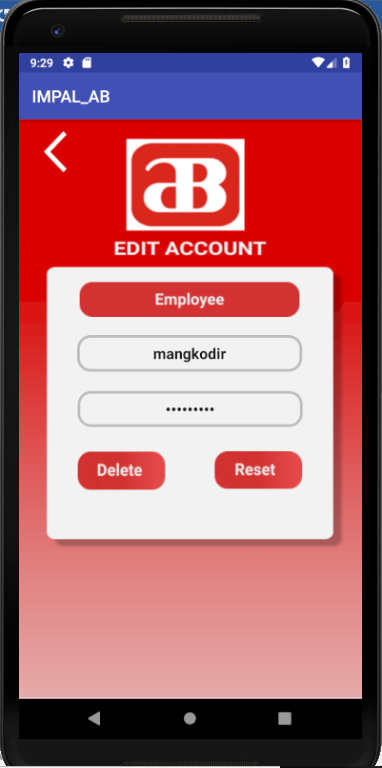 9:29
IMPAL_AB
aB
EDIT ACCOUNT
Employee
mangkodir
•••••••••
Delete
Reset